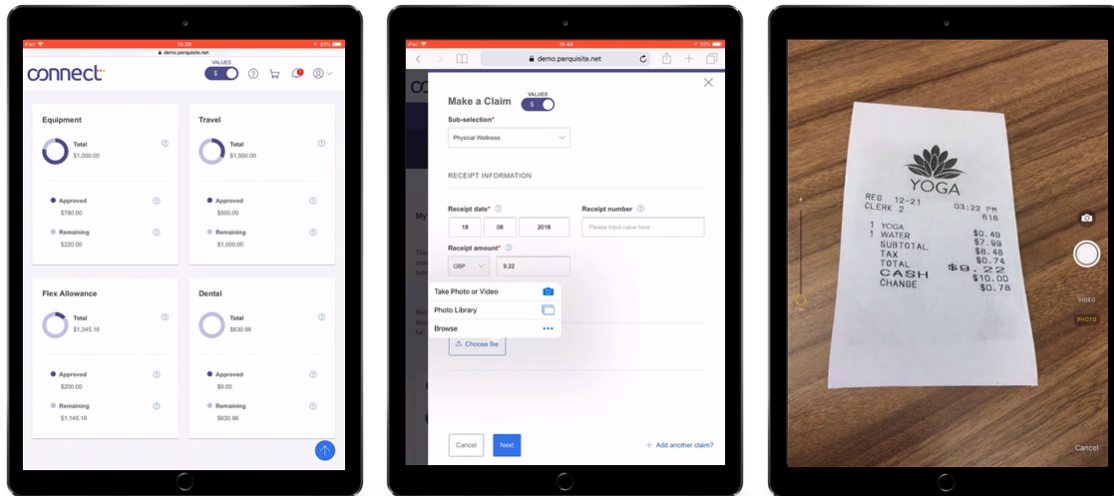 iPad 15:39 93%
demo.perquisite.net
connect
VALUES
$
Equipment
Total
$1,000.00
Approved
$780.00
Remaining
$220.00
Travel
Total
$1,500.00
Approved
$500.00
Remaining
$1,000.00
Flex Allowance
Total
$1,345.16
Approved
$200.00
Remaining
$1,145.16
Dental
Total
$630.96
Approved
$0.00
Remaining
$630.96
iPad 15:40 93%
demo.perquisite.net
Make a Claim
VALUES
$
Sub-selection*
Physical Wellness
RECEIPT INFORMATION
Receipt date*
18 08 2018
Receipt number
Please input value here
Receipt amount*
GBP 9.22
Take Photo or Video
Photo Library
Browse
Choose file
Cancel
Next
+ Add another claim?
YOGA
REG 12-21 03:22 PM
CLERK 2 618
1 YOGA $0.49
1 WATER $7.99
SUBTOTAL $8.48
TAX $0.74
TOTAL $9.22
CASH $10.00
CHANGE $0.78
VIDEO
PHOTO
Cancel